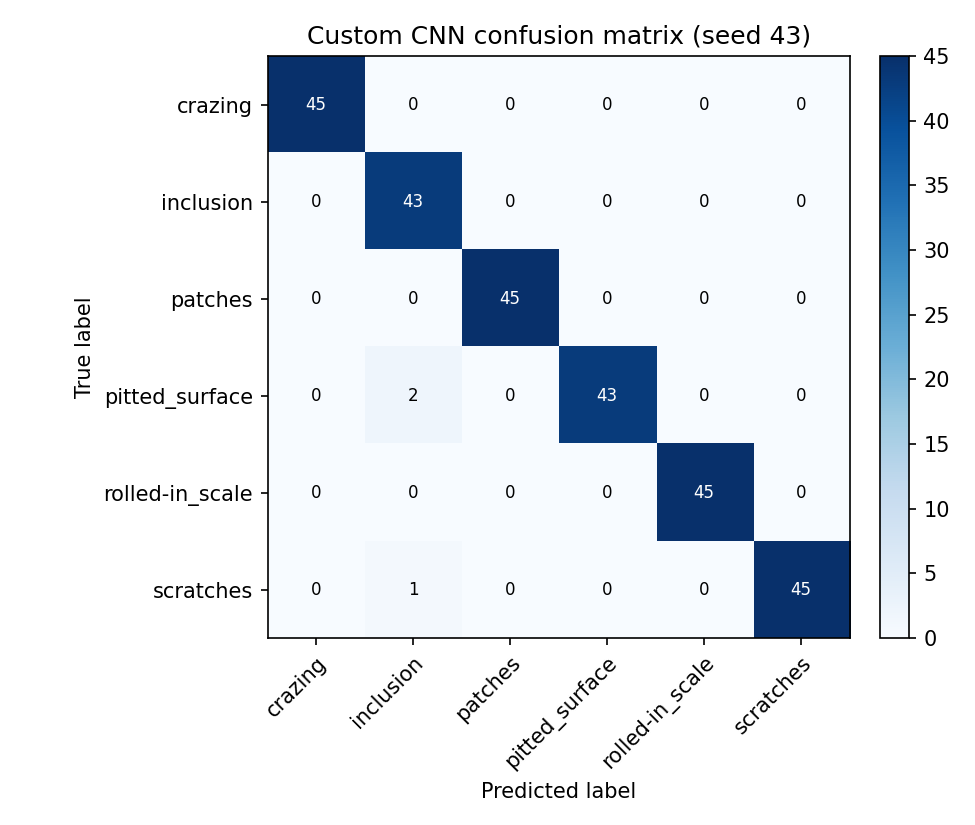 Custom CNN confusion matrix (seed 43)
crazing 45 0 0 0 0 0
inclusion 0 43 0 0 0 0
patches 0 0 45 0 0 0
pitted_surface 0 2 0 43 0 0
rolled-in_scale 0 0 0 0 45 0
scratches 0 1 0 0 0 45
True label
crazing inclusion patches pitted_surface rolled-in_scale scratches
Predicted label
45
40
35
30
25
20
15
10
5
0